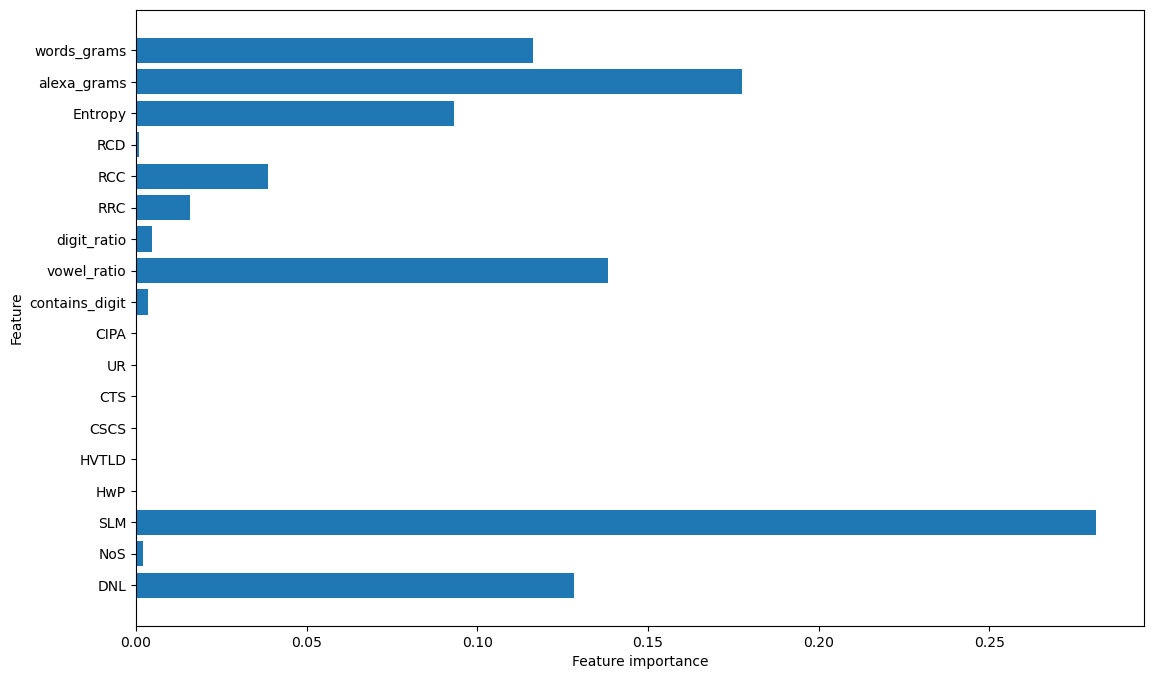 words_grams
alexa_grams
Entropy
RCD
RCC
RRC
digit_ratio
vowel_ratio
contains_digit
CIPA
UR
CTS
CSCS
HVTLD
HwP
SLM
NoS
DNL
Feature
0.00 0.05 0.10 0.15 0.20 0.25
Feature importance